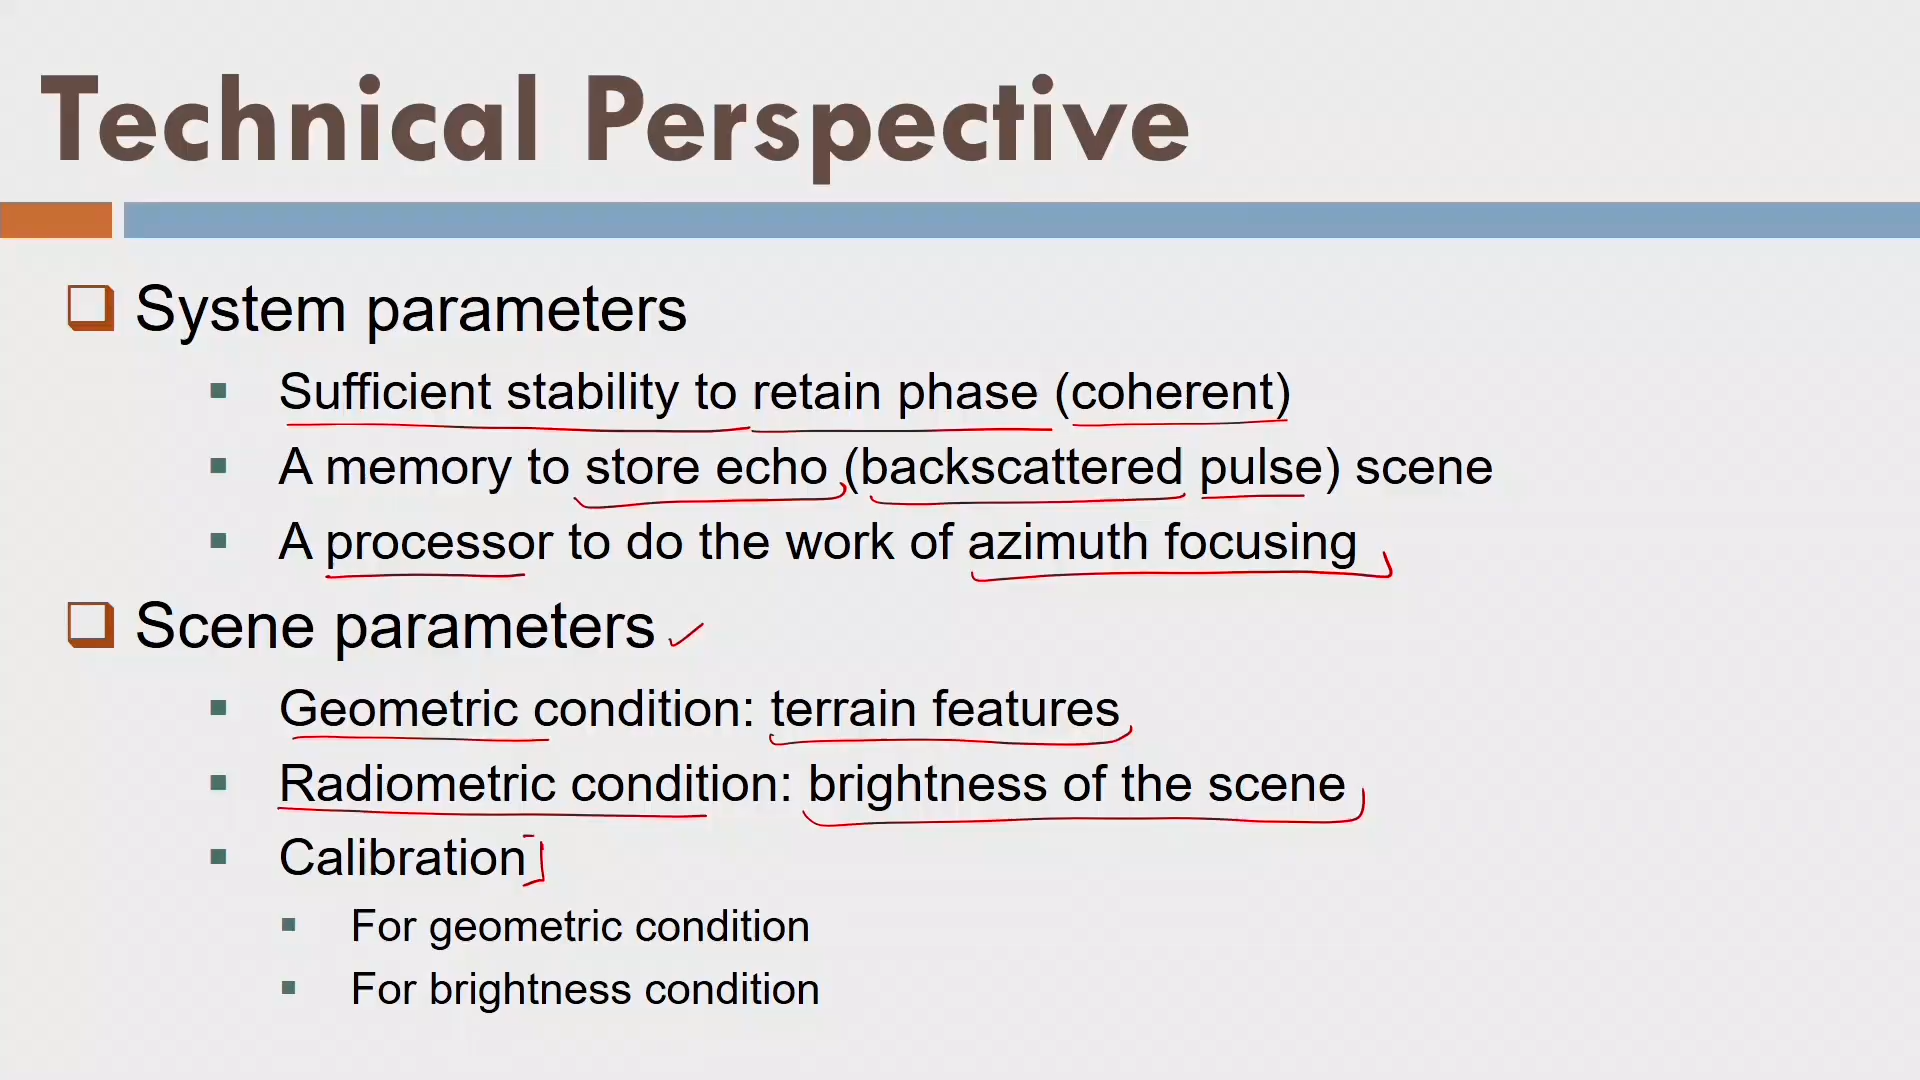 Technical Perspective
System parameters
Sufficient stability to retain phase (coherent)
A memory to store echo (backscattered pulse) scene
A processor to do the work of azimuth focusing
Scene parameters
Geometric condition: terrain features
Radiometric condition: brightness of the scene
Calibration
For geometric condition
For brightness condition